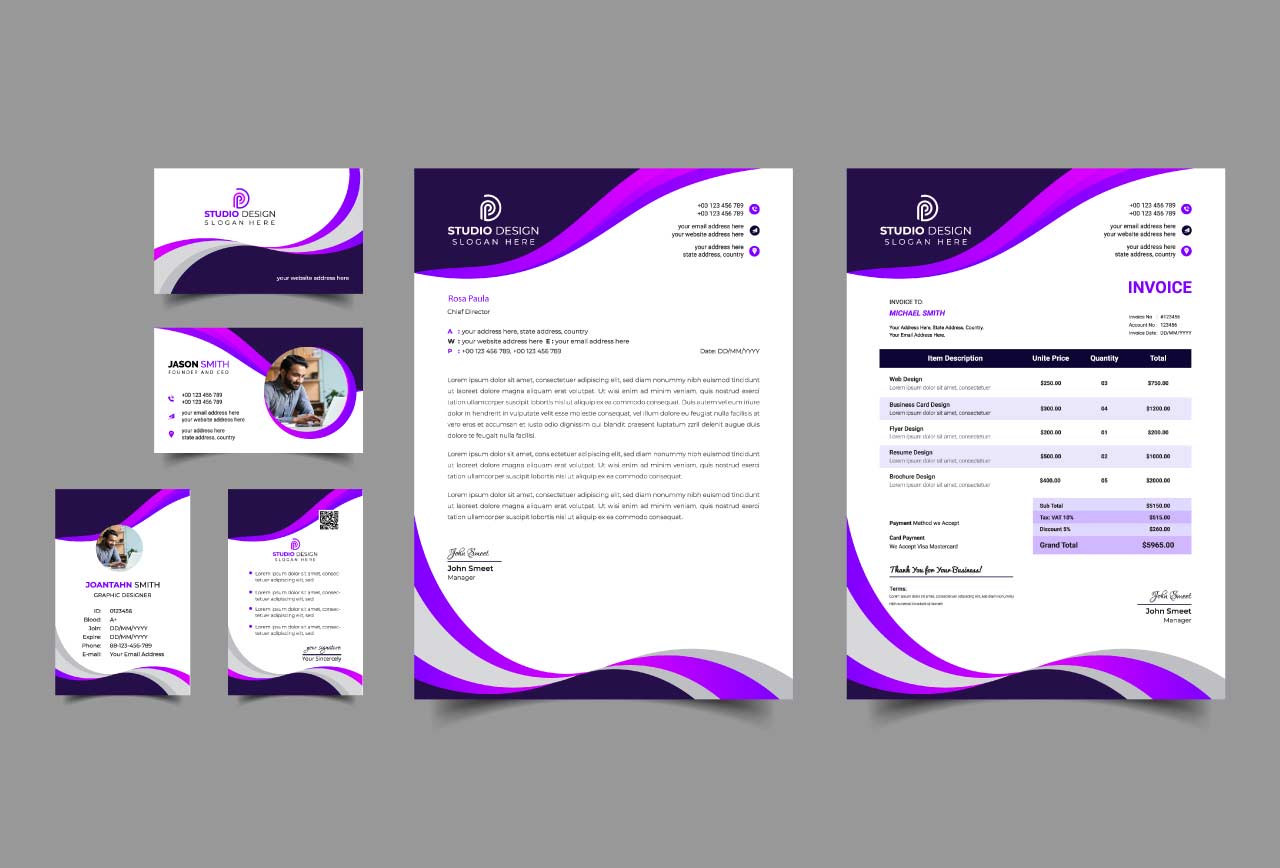 STUDIO DESIGN
SLOGAN HERE
your website address here
JASON SMITH
FOUNDER AND CEO
+00 123 456 789
+00 123 456 789
your email address here
your website address here
your address here
state address, country
JOANTAHN SMITH
GRAPHIC DESIGNER
ID: 0123456
Blood: A+
Join: DD/MM/YYYY
Expire: DD/MM/YYYY
Phone: 88-123-456-789
E-mail: Your Email Address
STUDIO DESIGN
SLOGAN HERE
Lorem ipsum dolor sit amet, consec-
tetuer adipiscing elit, sed
Lorem ipsum dolor sit amet, consec-
tetuer adipiscing elit, sed
Lorem ipsum dolor sit amet, consec-
tetuer adipiscing elit, sed
Lorem ipsum dolor sit amet, consec-
tetuer adipiscing elit, sed
your signature
Your Sincercely
STUDIO DESIGN
SLOGAN HERE
+00 123 456 789
+00 123 456 789
your email address here
your website address here
your address here
state address, country
Rosa Paula
Chief Director
A : your address here, state address, country
W : your website address here E : your email address here
P : +00 123 456 789, +00 123 456 789
Date: DD/MM/YYYY
Lorem ipsum dolor sit amet, consectetuer adipiscing elit, sed diam nonummy nibh euismod tincidunt
ut laoreet dolore magna aliquam erat volutpat. Ut wisi enim ad minim veniam, quis nostrud exerci
tation ullamcorper suscipit lobortis nisl ut aliquip ex ea commodo consequat. Duis autem vel eum iriure
dolor in hendrerit in vulputate velit esse molestie consequat, vel illum dolore eu feugiat nulla facilisis at
vero eros et accumsan et iusto odio dignissim qui blandit praesent luptatum zzril delenit augue duis
dolore te feugait nulla facilisi.
Lorem ipsum dolor sit amet, cons ectetuer adipiscing elit, sed diam nonummy nibh euismod tincidunt
ut laoreet dolore magna aliquam erat volutpat. Ut wisi enim ad minim veniam, quis nostrud exerci
tation ullamcorper suscipit lobortis nisl ut aliquip ex ea commodo consequat.
Lorem ipsum dolor sit amet, consectetuer adipiscing elit, sed diam nonummy nibh euismod tincidunt
ut laoreet dolore magna aliquam erat volutpat. Ut wisi enim ad minim veniam, quis nostrud exerci
tation ullamcorper suscipit lobortis nisl ut aliquip ex ea commodo consequat.
John Smeet
John Smeet
Manager
STUDIO DESIGN
SLOGAN HERE
+00 123 456 789
+00 123 456 789
your email address here
your website address here
your address here
state address, country
INVOICE
INVOICE TO:
MICHAEL SMITH
Your Address Here, State Address, Country.
Your Email Address Here.
Invoice No : #123456
Account No : 123456
Invoice Date: DD/MM/YYYY
Item Description Unite Price Quantity Total
Web Design
Lorem ipsum dolor sit amet, consectetuer
$250.00 03 $750.00
Business Card Design
Lorem ipsum dolor sit amet, consectetuer
$300.00 04 $1200.00
Flyer Design
Lorem ipsum dolor sit amet, consectetuer
$200.00 01 $200.00
Resume Design
Lorem ipsum dolor sit amet, consectetuer
$500.00 02 $1000.00
Brochure Design
Lorem ipsum dolor sit amet, consectetuer
$400.00 05 $2000.00
Sub Total $5150.00
Tax: VAT 10% $515.00
Discount 5% $260.00
Grand Total $5965.00
Payment Method we Accept
Card Payment
We Accept Visa Mastercard
Thank You for Your Business!
Terms:
Lorem ipsum dolor sit amet, consectetuer adipiscing elit, sed diam nonummy
John Smeet
John Smeet
Manager